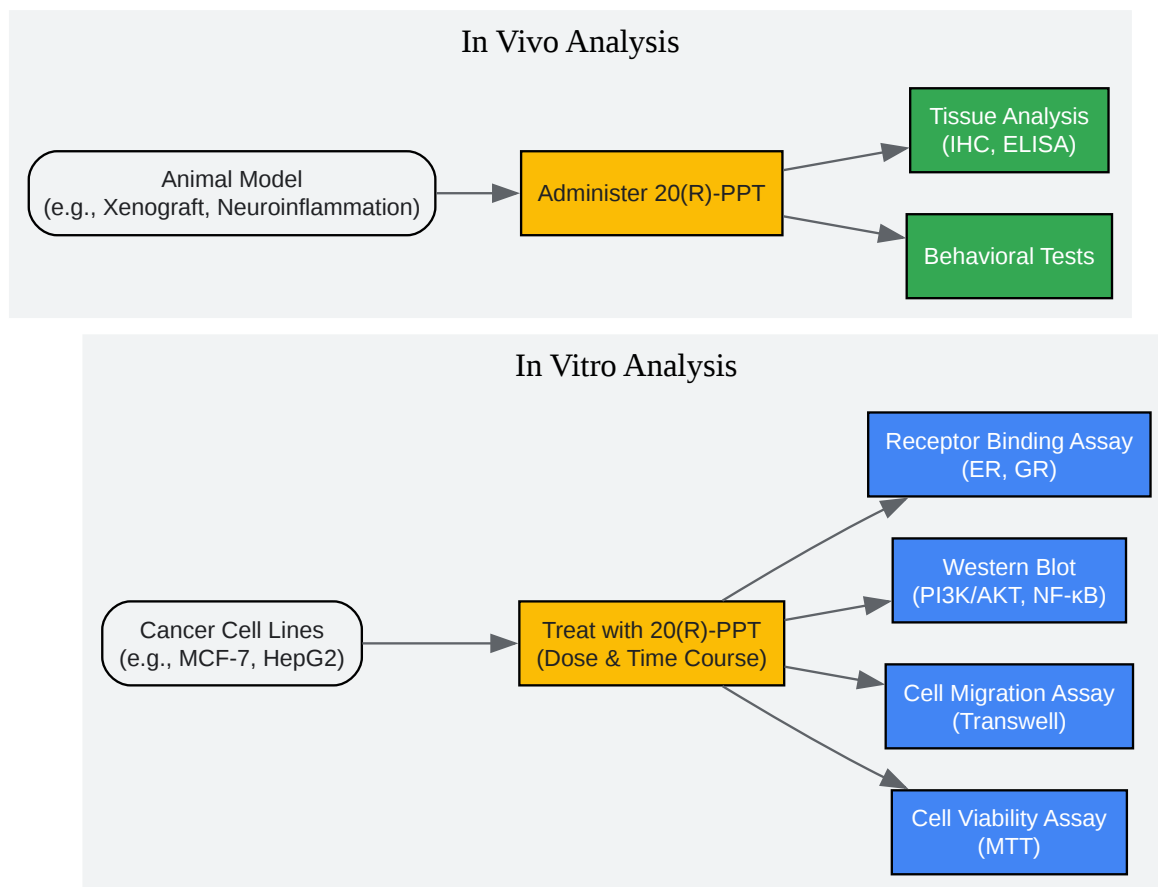 In Vivo Analysis
Animal Model
(e.g., Xenograft, Neuroinflammation)
Administer 20(R)-PPT
Tissue Analysis
(IHC, ELISA)
Behavioral Tests
In Vitro Analysis
Cancer Cell Lines
(e.g., MCF-7, HepG2)
Treat with 20(R)-PPT
(Dose & Time Course)
Receptor Binding Assay
(ER, GR)
Western Blot
(PI3K/AKT, NF-κB)
Cell Migration Assay
(Transwell)
Cell Viability Assay
(MTT)